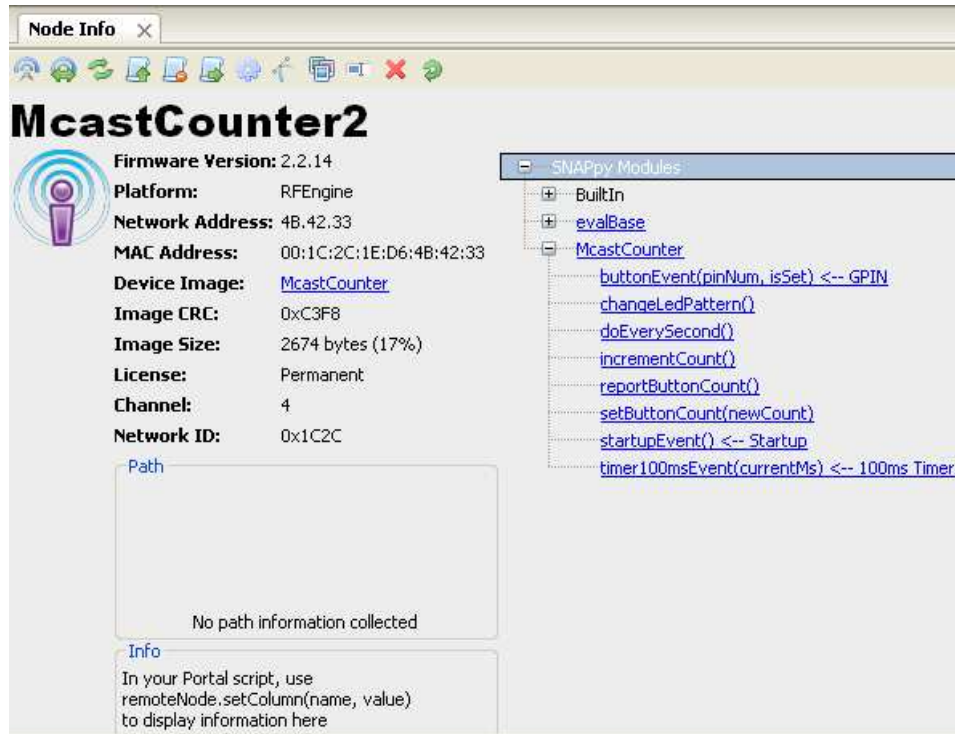 Node Info
McastCounter2
Firmware Version: 2.2.14
Platform: RFEngine
Network Address: 4B.42.33
MAC Address: 00:1C:2C:1E:D6:4B:42:33
Device Image: McastCounter
Image CRC: 0xC3F8
Image Size: 2674 bytes (17%)
License: Permanent
Channel: 4
Network ID: 0x1C2C
Path
No path information collected
Info
In your Portal script, use
remoteNode.setColumn(name, value)
to display information here
SNAPpy Modules
BuiltIn
evalBase
McastCounter
buttonEvent(pinNum, isSet) <-- GPIN
changeLedPattern()
doEverySecond()
incrementCount()
reportButtonCount()
setButtonCount(newCount)
startupEvent() <-- Startup
timer100msEvent(currentMs) <-- 100ms Timer